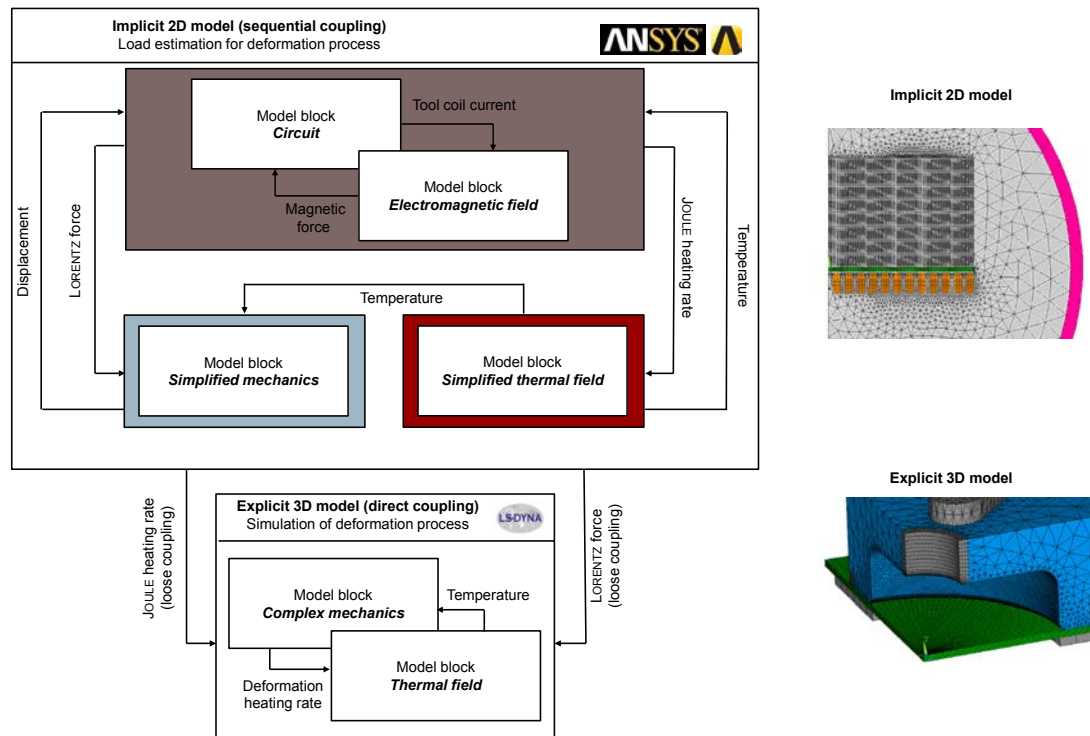 Implicit 2D model (sequential coupling)
Load estimation for deformation process
ANSYS
Model block
Circuit
Tool coil current
Model block
Electromagnetic field
Magnetic
force
Displacement
LORENTZ force
JOULE heating rate
Temperature
Temperature
Model block
Simplified mechanics
Model block
Simplified thermal field
JOULE heating rate
(loose coupling)
LORENTZ force
(loose coupling)
Explicit 3D model (direct coupling)
Simulation of deformation process
LS-DYNA
Model block
Complex mechanics
Temperature
Model block
Thermal field
Deformation
heating rate
Implicit 2D model
Explicit 3D model